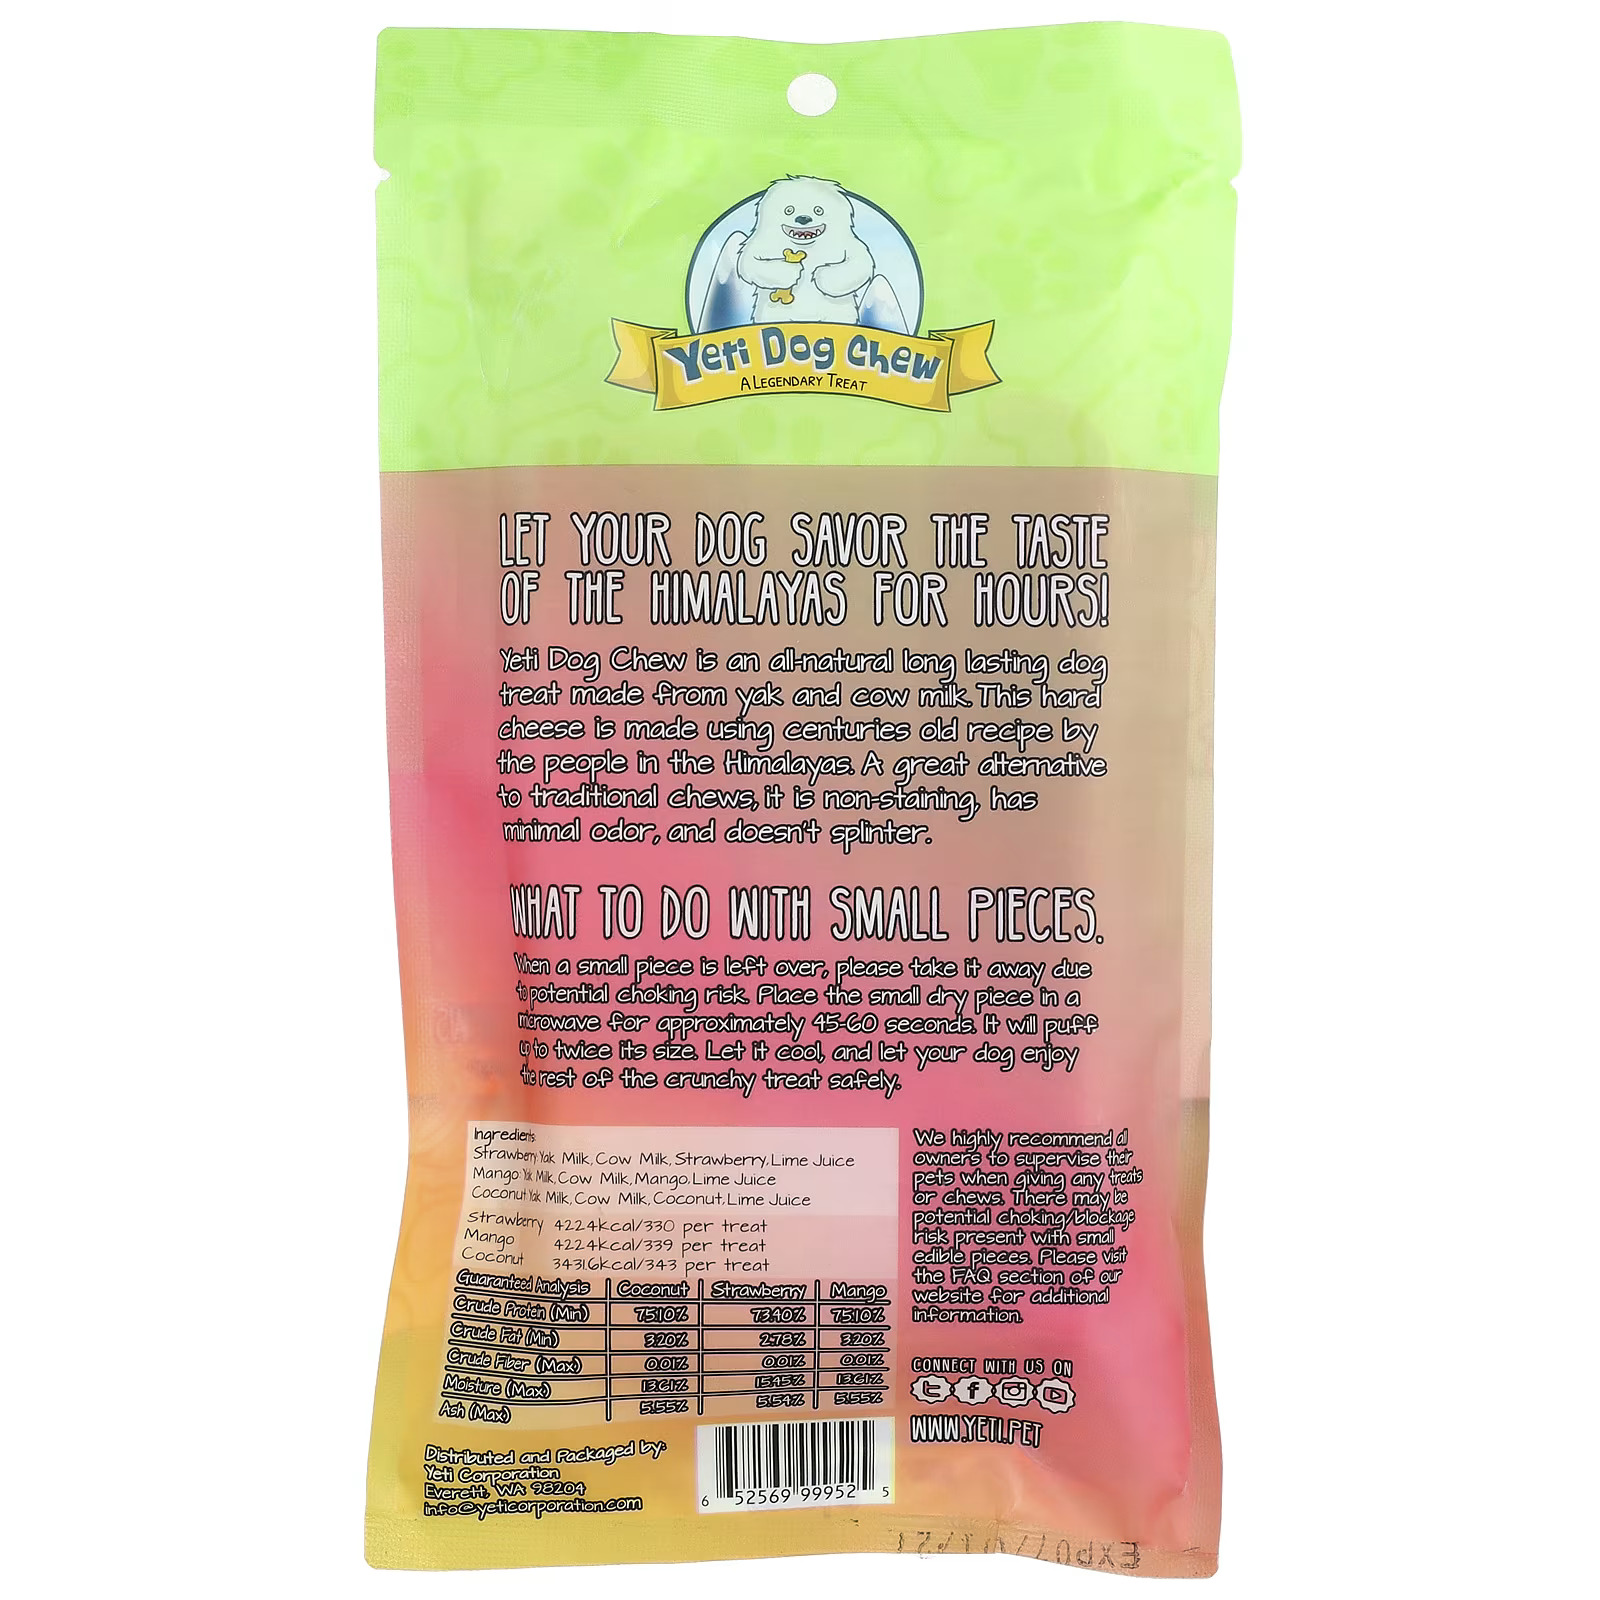 Yeti Dog Chew
A LEGENDARY TREAT
LET YOUR DOG SAVOR THE TASTE
OF THE HIMALAYAS FOR HOURS!
Yeti Dog Chew is an all-natural long lasting dog
treat made from yak and cow milk. This hard
cheese is made using centuries old recipe by
the people in the Himalayas. A great alternative
to traditional chews, it is non-staining, has
minimal odor, and doesn't splinter.
WHAT TO DO WITH SMALL PIECES.
When a small piece is left over, please take it away due
to potential choking risk. Place the small dry piece in a
microwave for approximately 45-60 seconds. It will puff
up to twice its size. Let it cool, and let your dog enjoy
the rest of the crunchy treat safely.
Ingredients:
Strawberry: Yak Milk, Cow Milk, Strawberry, Lime Juice
Mango: Yak Milk, Cow Milk, Mango, Lime Juice
Coconut: Yak Milk, Cow Milk, Coconut, Lime Juice
Strawberry 4224kcal/330 per treat
Mango 4224kcal/339 per treat
Coconut 3431.6kcal/343 per treat
Guaranteed Analysis Coconut Strawberry Mango
Crude Protein (Min) 75.10% 73.40% 75.10%
Crude Fat (Min) 3.20% 2.78% 3.20%
Crude Fiber (Max) 0.01% 0.01% 0.01%
Moisture (Max) 13.61% 15.45% 13.61%
Ash (Max) 5.55% 5.54% 5.55%
Distributed and Packaged by:
Yeti Corporation
Everett, WA 98204
info@yeticorporation.com
6 52569 99952 5
We highly recommend all
owners to supervise their
pets when giving any treats
or chews. There may be
potential choking/blockage
risk present with small
edible pieces. Please visit
the FAQ section of our
website for additional
information.
CONNECT WITH US ON
WWW.YETI.PET